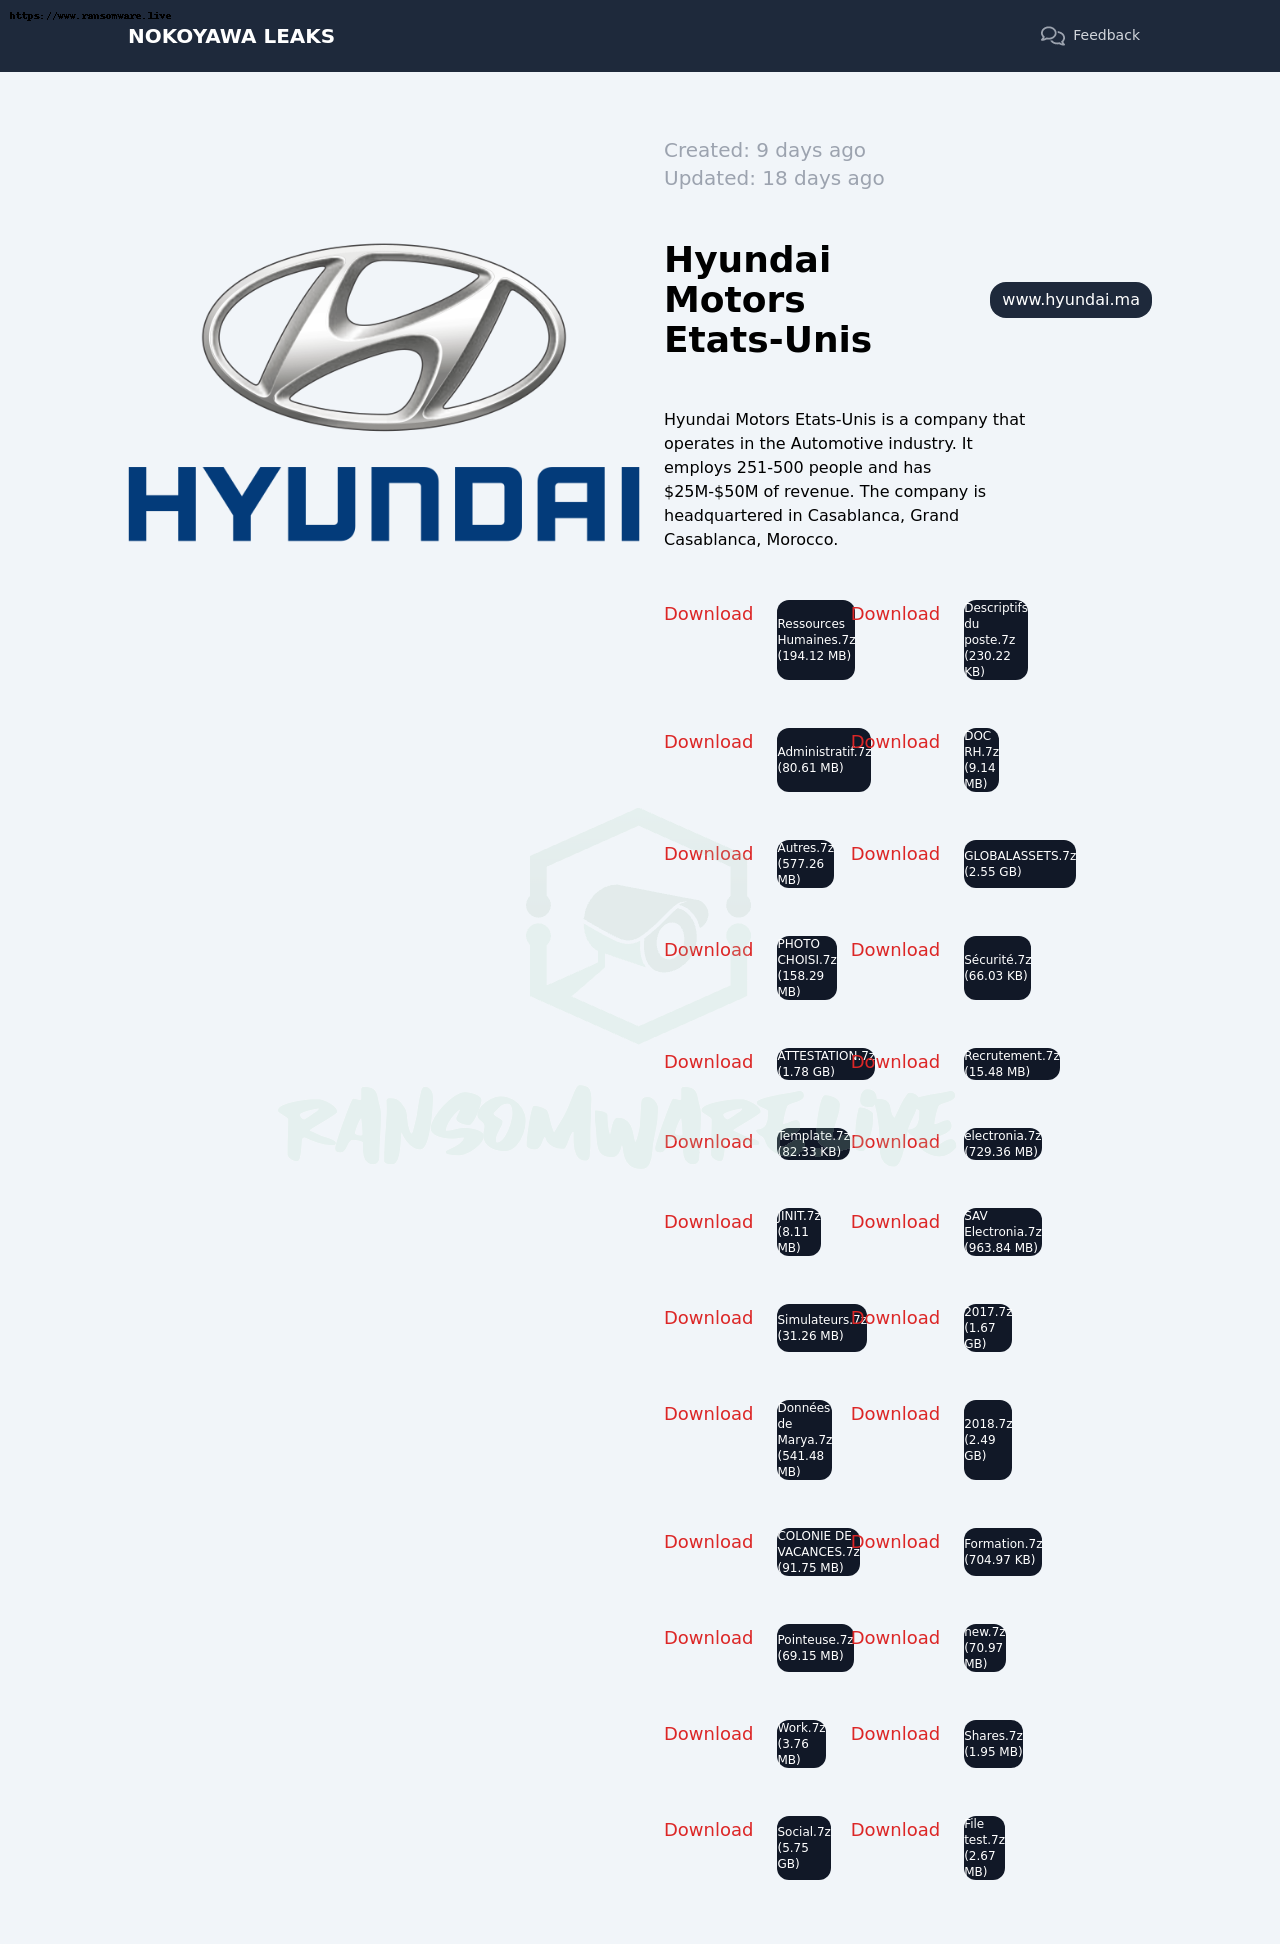 https://www.ransomware.live
NOKOYAWA LEAKS
Feedback
Created: 9 days ago
Updated: 18 days ago
Hyundai
Motors
Etats-Unis
www.hyundai.ma
HYUNDAI
Hyundai Motors Etats-Unis is a company that
operates in the Automotive industry. It
employs 251-500 people and has
$25M-$50M of revenue. The company is
headquartered in Casablanca, Grand
Casablanca, Morocco.
Download
Ressources
Humaines.7z
(194.12 MB)
Download
Descriptifs
du
poste.7z
(230.22
KB)
Download
Administratif.7z
(80.61 MB)
Download
DOC
RH.7z
(9.14
MB)
Download
Autres.7z
(577.26
MB)
Download
GLOBALASSETS.7z
(2.55 GB)
Download
PHOTO
CHOISI.7z
(158.29
MB)
Download
Sécurité.7z
(66.03 KB)
Download
ATTESTATION.7z
(1.78 GB)
Download
Recrutement.7z
(15.48 MB)
RANSOMWARE.LIVE
Download
Template.7z
(82.33 KB)
Download
electronia.7z
(729.36 MB)
Download
JINIT.7z
(8.11
MB)
Download
SAV
Electronia.7z
(963.84 MB)
Download
Simulateurs.7z
(31.26 MB)
Download
2017.7z
(1.67
GB)
Download
Données
de
Marya.7z
(541.48
MB)
Download
2018.7z
(2.49
GB)
Download
COLONIE DE
VACANCES.7z
(91.75 MB)
Download
Formation.7z
(704.97 KB)
Download
Pointeuse.7z
(69.15 MB)
Download
new.7z
(70.97
MB)
Download
Work.7z
(3.76
MB)
Download
Shares.7z
(1.95 MB)
Download
Social.7z
(5.75
GB)
Download
File
test.7z
(2.67
MB)